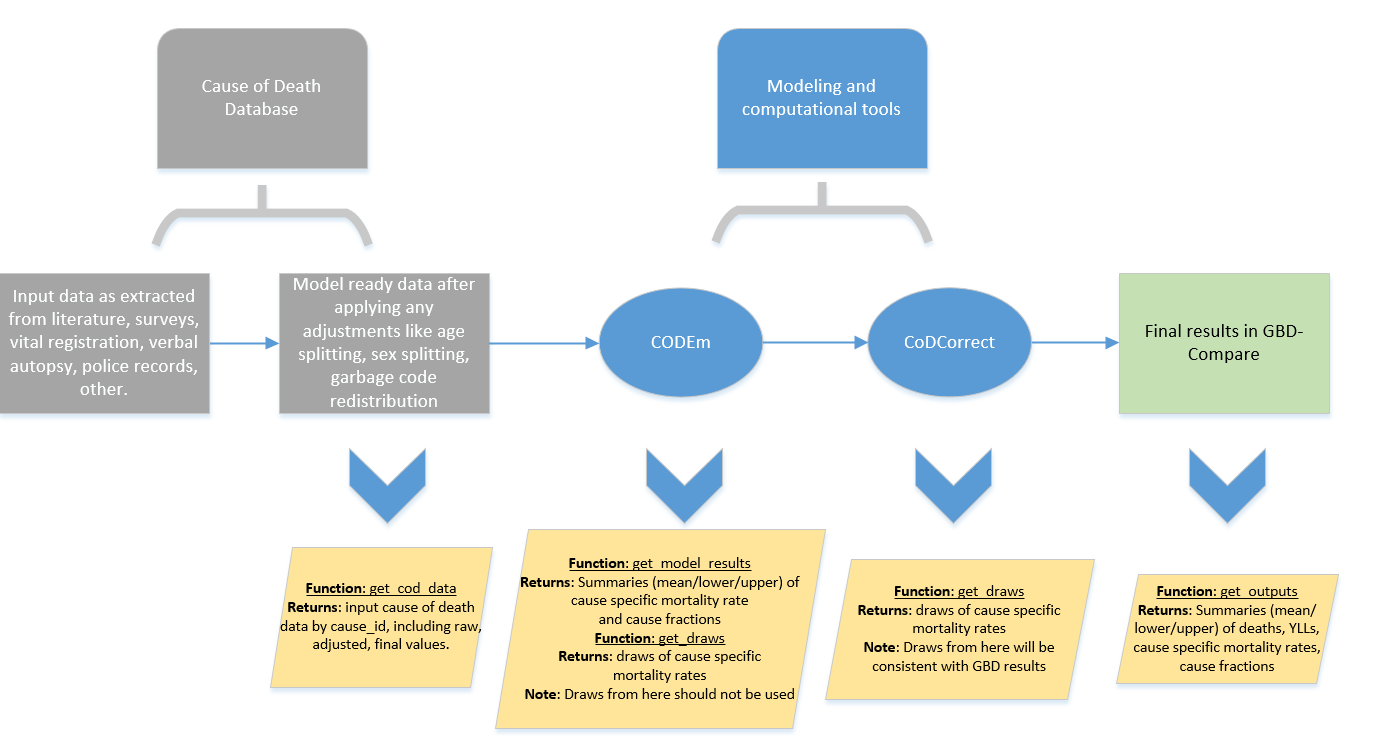 Cause of Death
Database
Modeling and
computational tools
Input data as extracted
from literature, surveys,
vital registration, verbal
autopsy, police records,
other.
Model ready data after
applying any
adjustments like age
splitting, sex splitting,
garbage code
redistribution
CODEm
CoDCorrect
Final results in GBD-
Compare
Function: get_cod_data
Returns: input cause of death
data by cause_id, including raw,
adjusted, final values.
Function: get_model_results
Returns: Summaries (mean/lower/upper) of
cause specific mortality rate
and cause fractions
Function: get_draws
Returns: draws of cause specific
mortality rates
Note: Draws from here should not be used
Function: get_draws
Returns: draws of cause specific
mortality rates
Note: Draws from here will be
consistent with GBD results
Function: get_outputs
Returns: Summaries (mean/
lower/upper) of deaths, YLLs,
cause specific mortality rates,
cause fractions